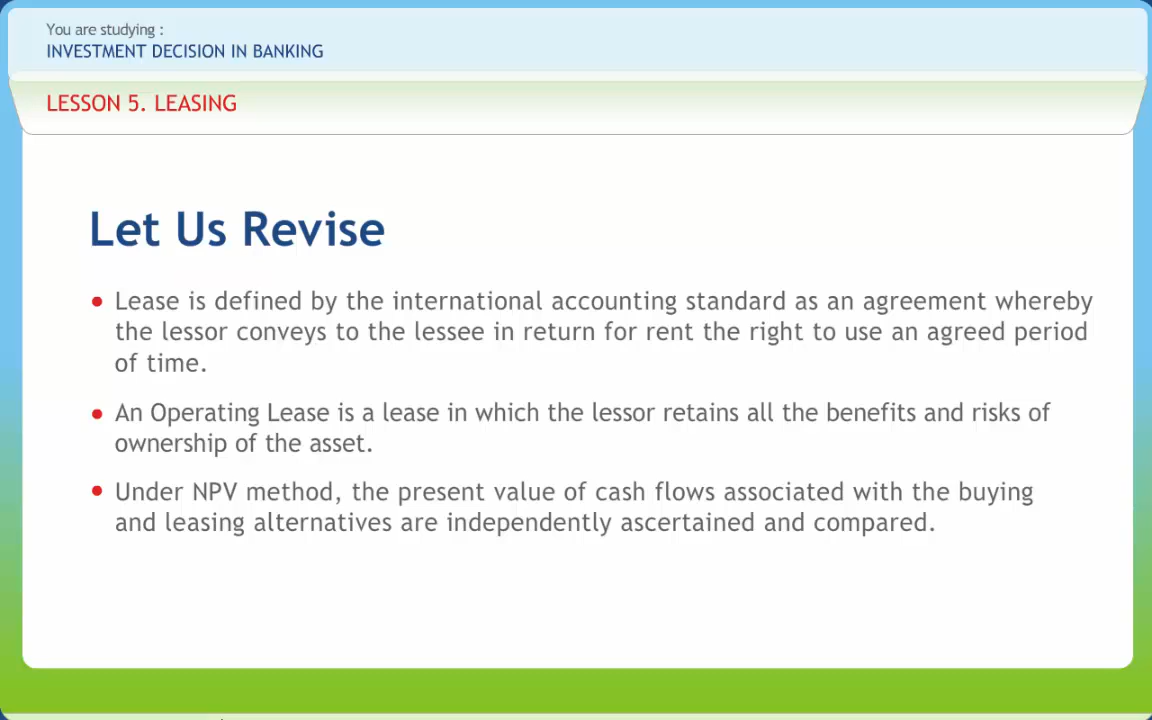 You are studying :
INVESTMENT DECISION IN BANKING
LESSON 5. LEASING
Let Us Revise
• Lease is defined by the international accounting standard as an agreement whereby
the lessor conveys to the lessee in return for rent the right to use an agreed period
of time.
• An Operating Lease is a lease in which the lessor retains all the benefits and risks of
ownership of the asset.
• Under NPV method, the present value of cash flows associated with the buying
and leasing alternatives are independently ascertained and compared.